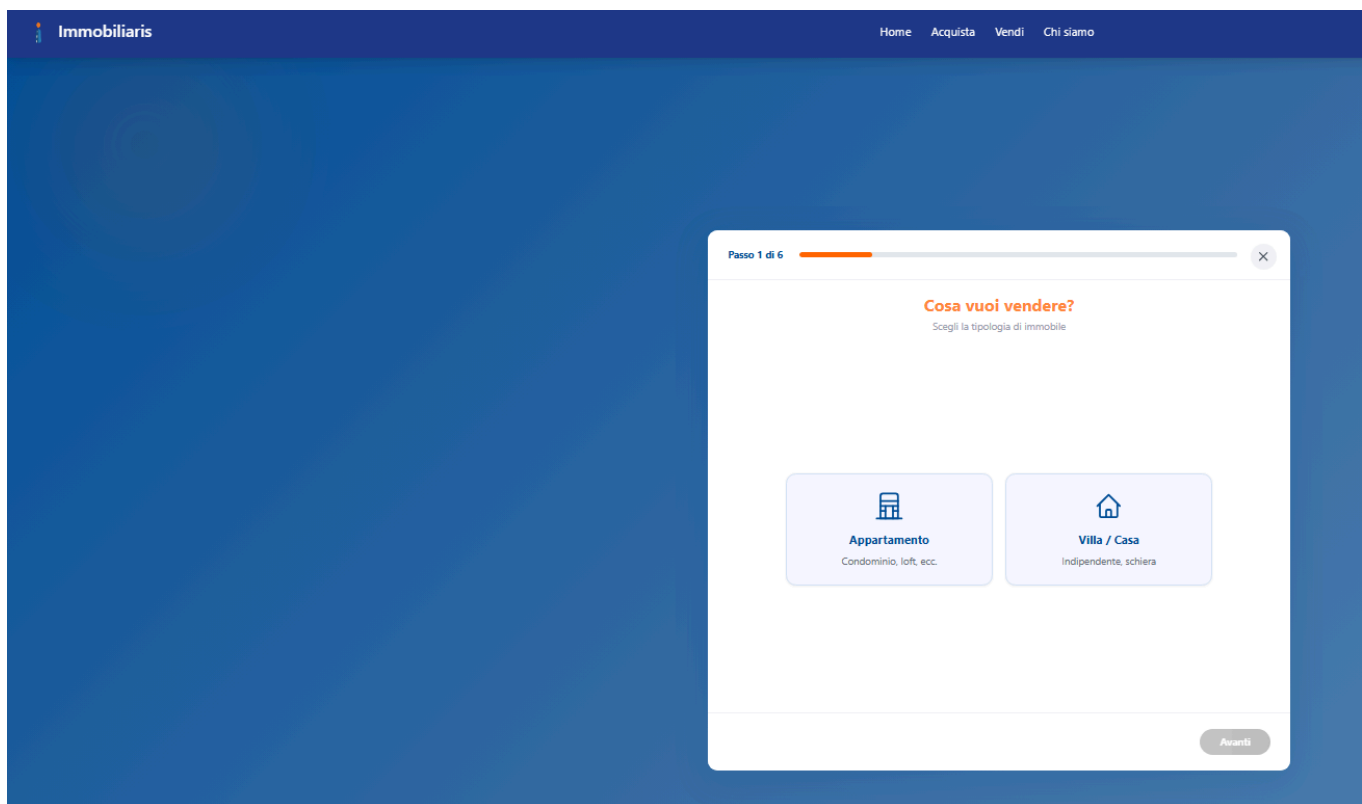 Immobiliaris
Home Acquista Vendi Chi siamo
Passo 1 di 6
Cosa vuoi vendere?
Scegli la tipologia di immobile
Appartamento
Condominio, loft, ecc.
Villa / Casa
Indipendente, schiera
Avanti